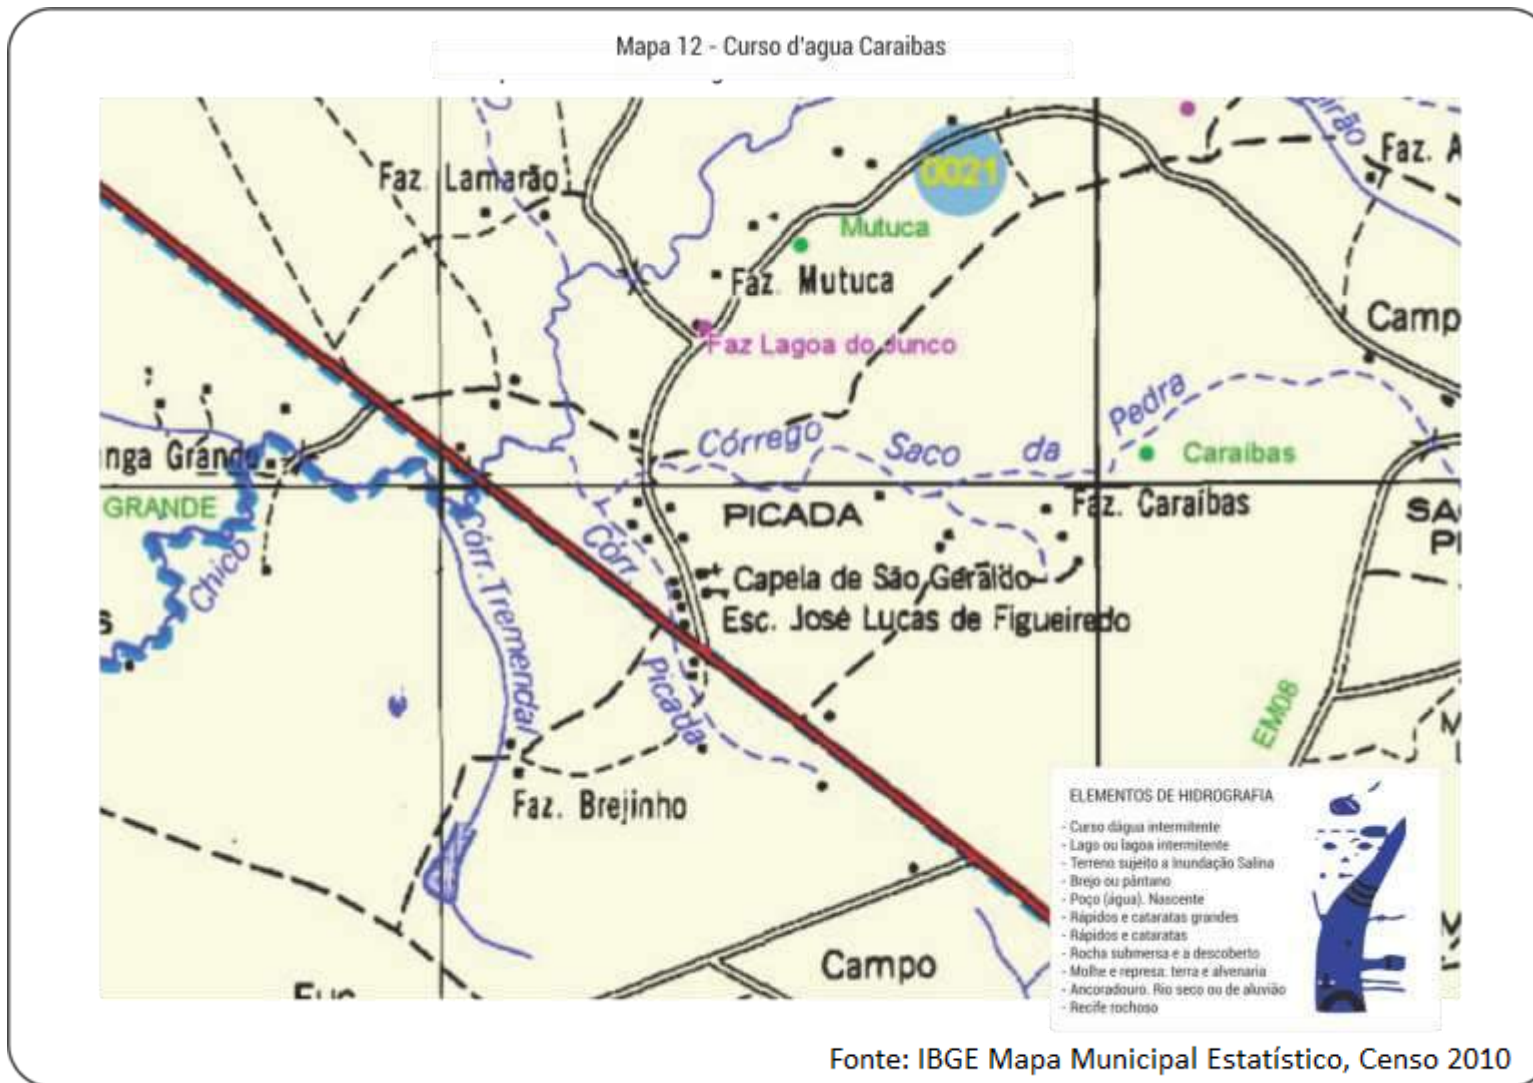 Mapa 12 - Curso d'agua Caraibas
Faz. Lamarão
0021
irão
Faz. A
Mutuca
Faz. Mutuca
Faz Lagoa do Junco
Camp
Pedra
Córrego Saco da
Caraibas
nga Grande
GRANDE
PICADA
Faz. Caraíbas
SA
P
Chico
Córr. Tremendal
Córr.
Capela de São Geraldo
S
Esc. José Lucas de Figueiredo
Picada
EM08
M
Faz. Brejinho
Campo
ELEMENTOS DE HIDROGRAFIA
- Curso dágua intermitente
- Lago ou lagoa intermitente
- Terreno sujeito a Inundação Salina
- Brejo ou pântano
- Poço (água). Nascente
- Rápidos e cataratas grandes
- Rápidos e cataratas
- Rocha submersa e a descoberto
- Molhe e represa: terra e alvenaria
- Ancoradouro. Rio seco ou de aluvião
- Recife rochoso
Fonte: IBGE Mapa Municipal Estatístico, Censo 2010